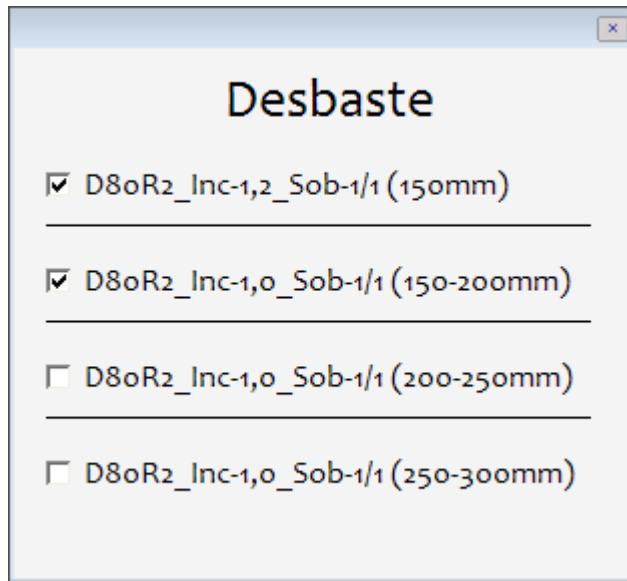 Desbaste
D80R2_Inc-1,2_Sob-1/1 (150mm)
D80R2_Inc-1,0_Sob-1/1 (150-200mm)
D80R2_Inc-1,0_Sob-1/1 (200-250mm)
D80R2_Inc-1,0_Sob-1/1 (250-300mm)